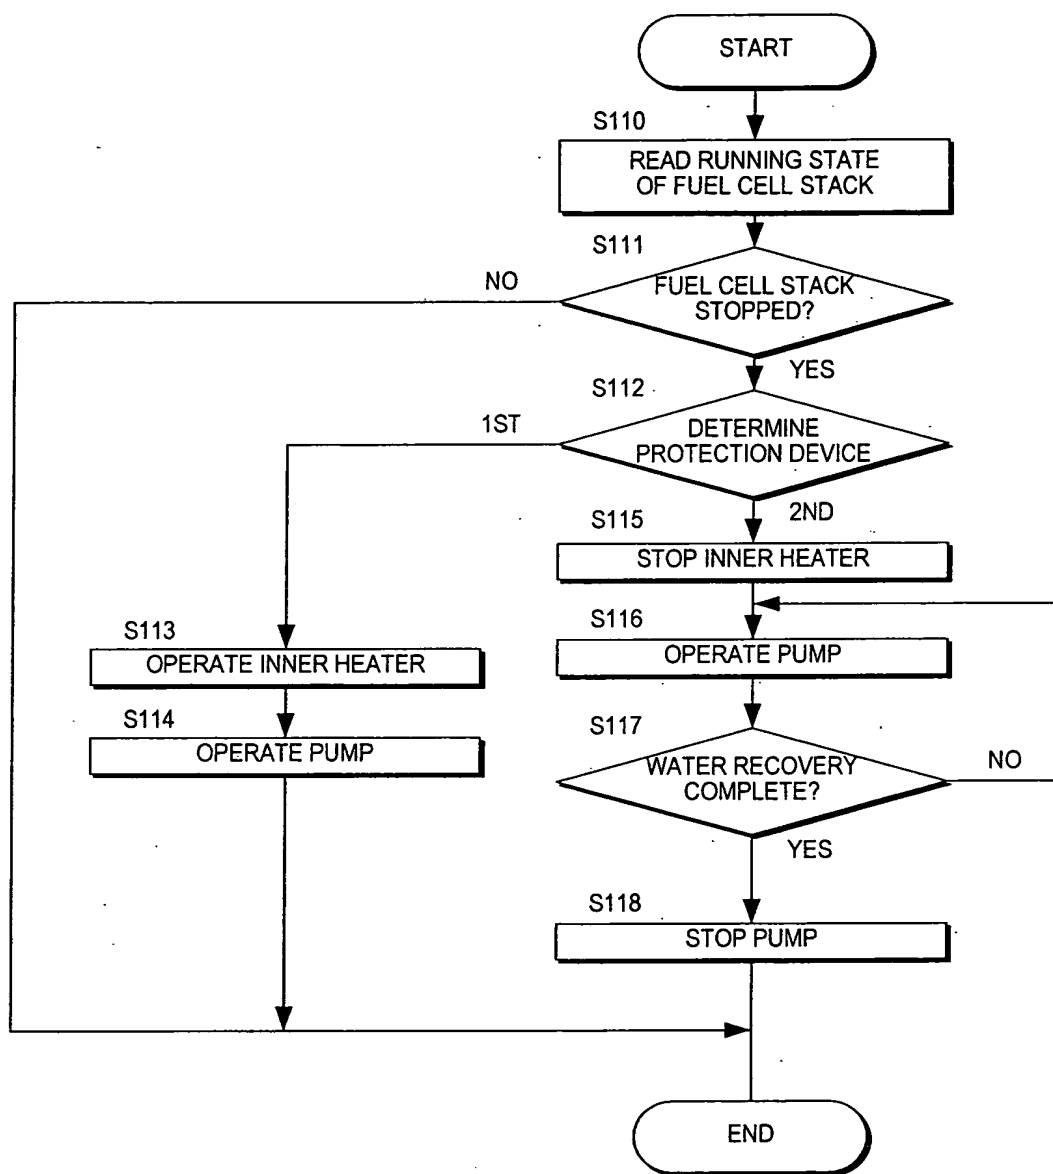 START
S110
READ RUNNING STATE
OF FUEL CELL STACK
S111
NO
FUEL CELL STACK
STOPPED?
YES
S112
1ST
DETERMINE
PROTECTION DEVICE
2ND
S115
STOP INNER HEATER
S113
OPERATE INNER HEATER
S116
OPERATE PUMP
S114
OPERATE PUMP
S117
WATER RECOVERY
COMPLETE?
NO
YES
S118
STOP PUMP
END